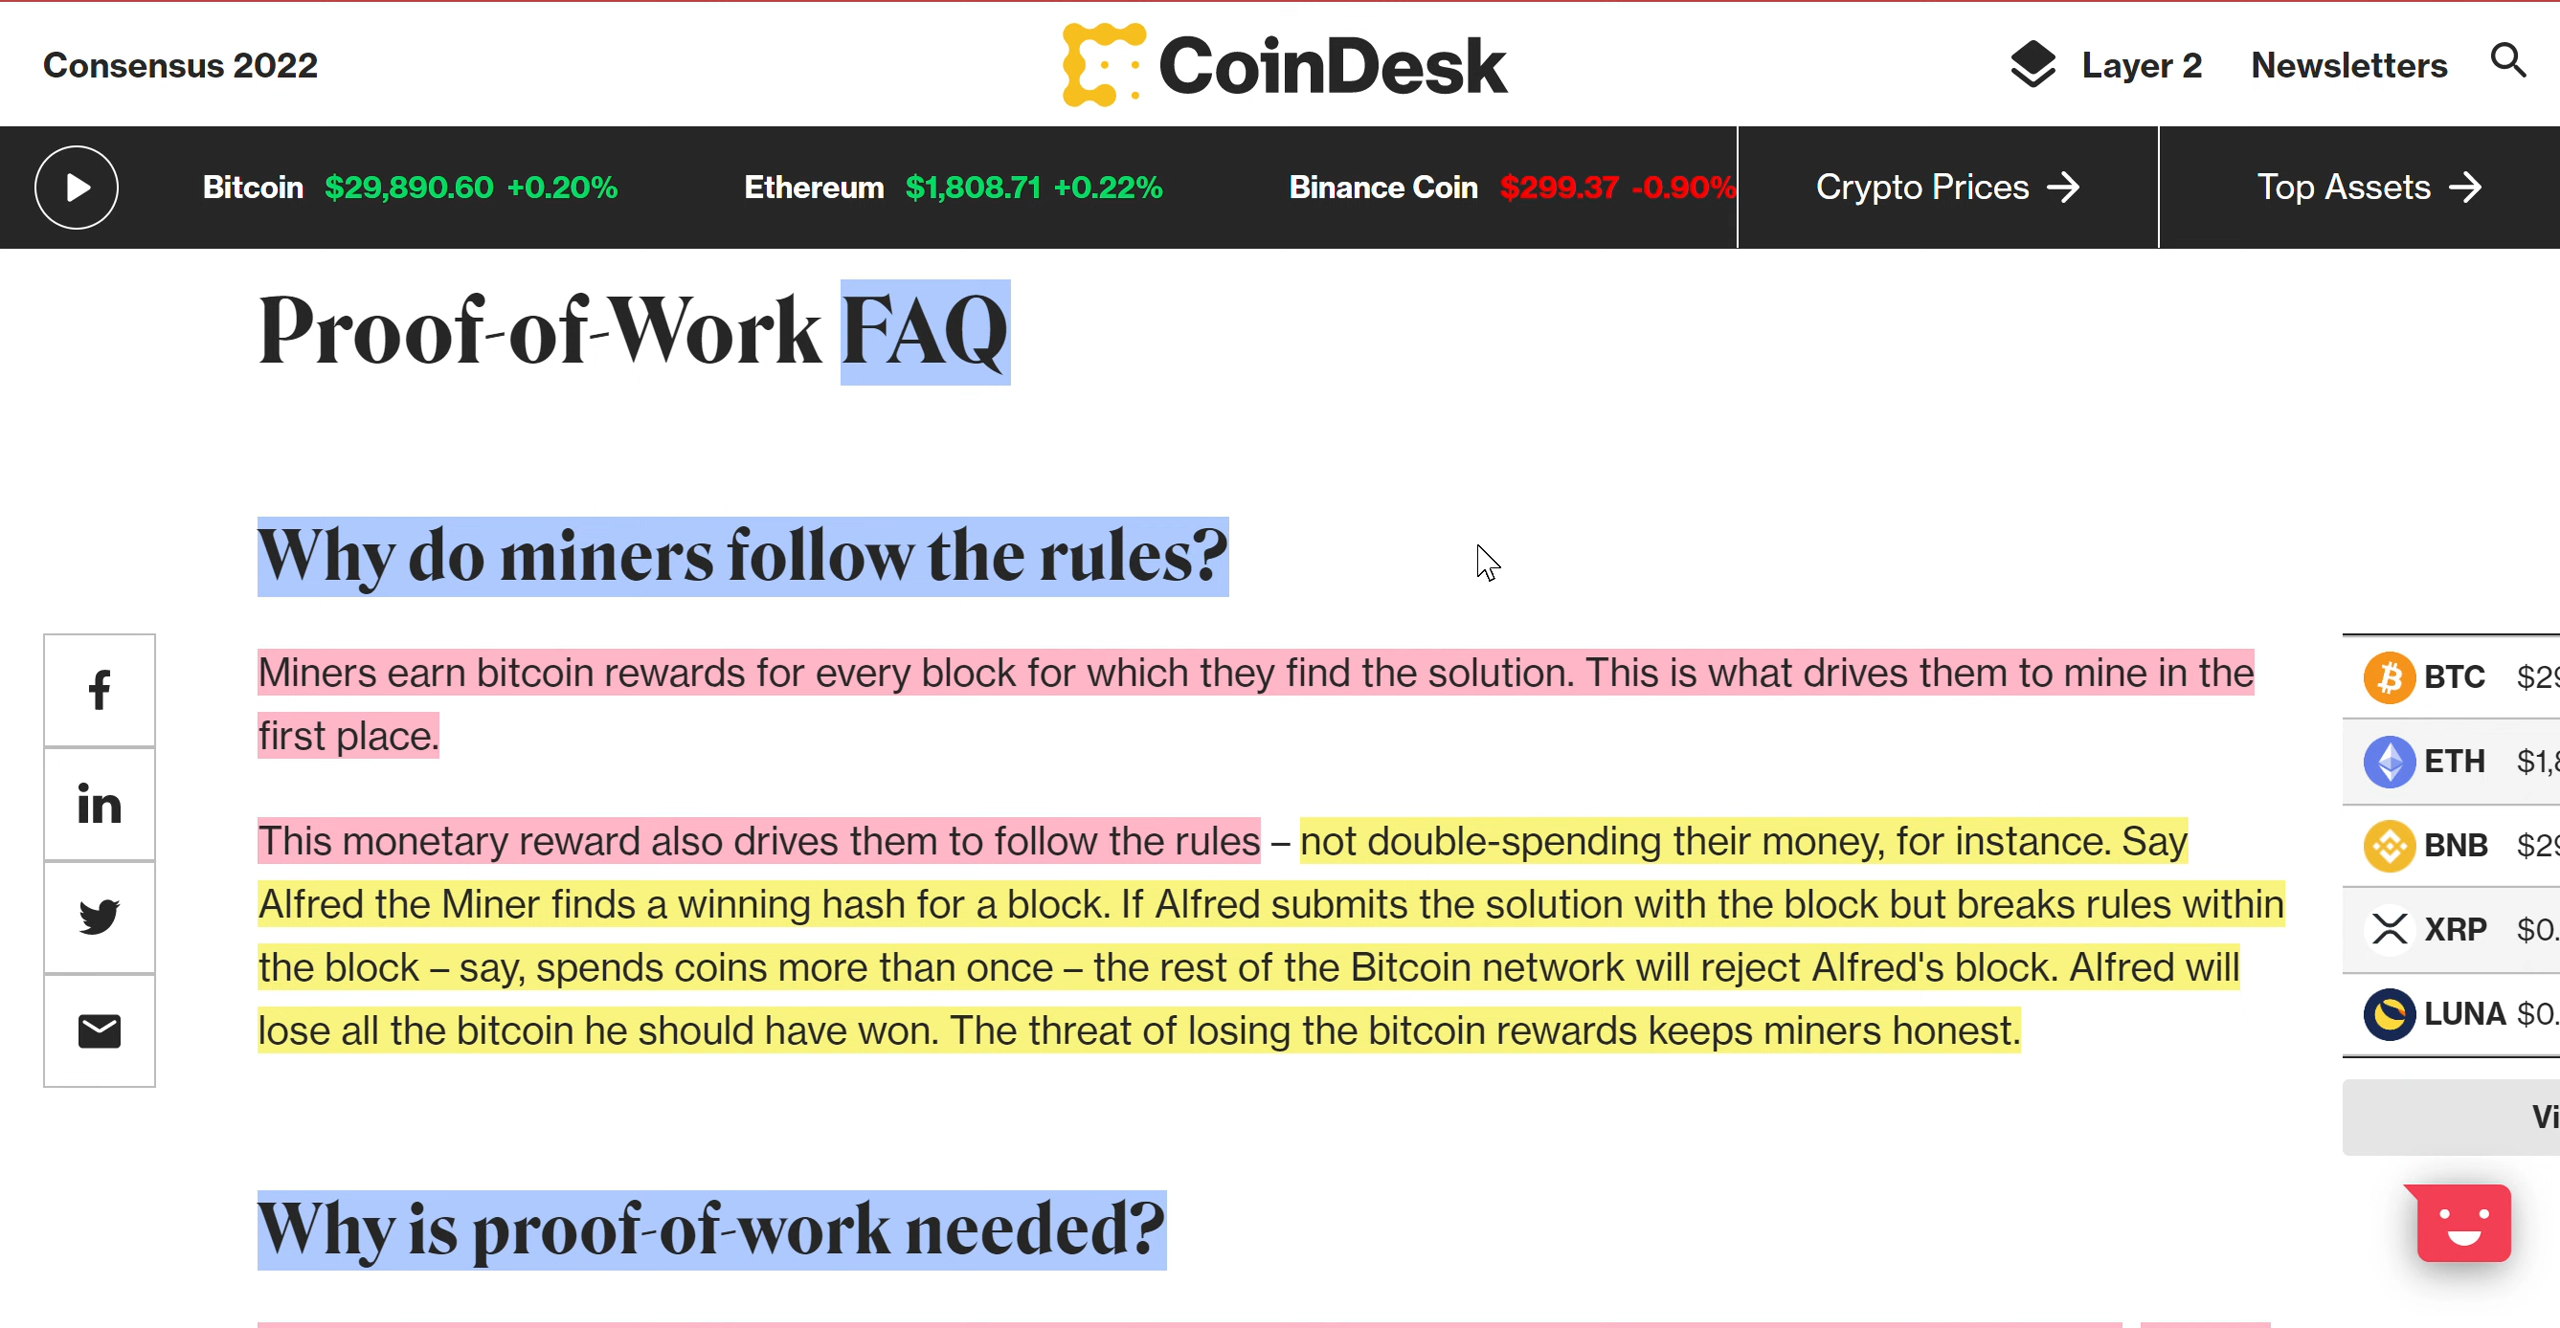 Consensus 2022
CoinDesk
Layer 2
Newsletters
Bitcoin $29,890.60 +0.20%
Ethereum $1,808.71 +0.22%
Binance Coin $299.37 -0.90%
Crypto Prices →
Top Assets →
Proof-of-Work FAQ
Why do miners follow the rules?
Miners earn bitcoin rewards for every block for which they find the solution. This is what drives them to mine in the
first place.
This monetary reward also drives them to follow the rules – not double-spending their money, for instance. Say
Alfred the Miner finds a winning hash for a block. If Alfred submits the solution with the block but breaks rules within
the block – say, spends coins more than once – the rest of the Bitcoin network will reject Alfred's block. Alfred will
lose all the bitcoin he should have won. The threat of losing the bitcoin rewards keeps miners honest.
Why is proof-of-work needed?
BTC
ETH
BNB
XRP
LUNA